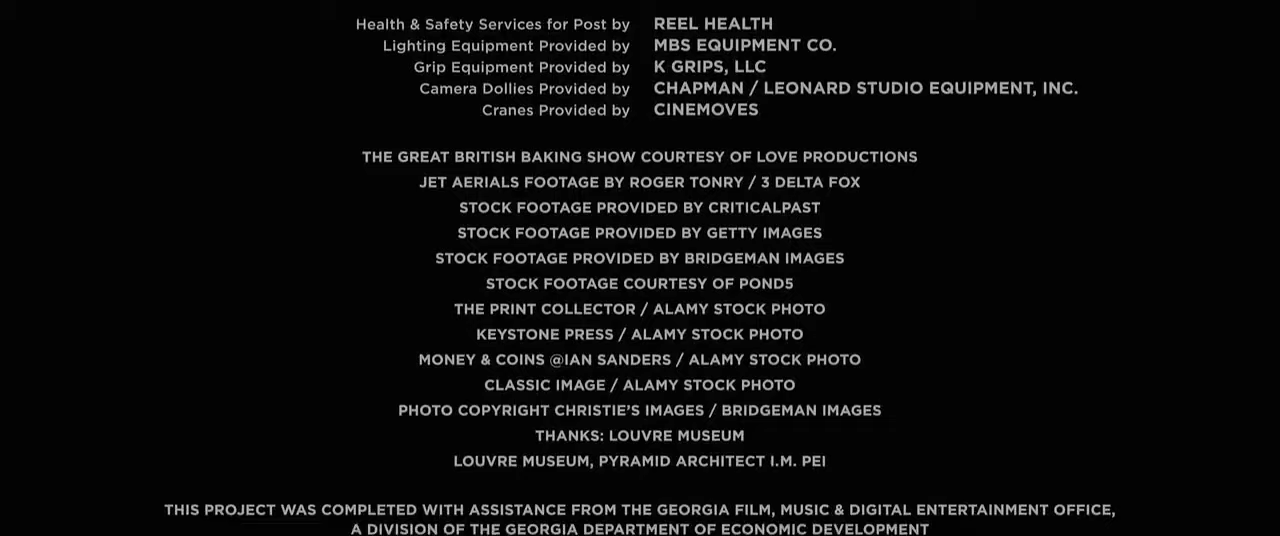 Health & Safety Services for Post by REEL HEALTH
Lighting Equipment Provided by MBS EQUIPMENT CO.
Grip Equipment Provided by K GRIPS, LLC
Camera Dollies Provided by CHAPMAN / LEONARD STUDIO EQUIPMENT, INC.
Cranes Provided by CINEMOVES
THE GREAT BRITISH BAKING SHOW COURTESY OF LOVE PRODUCTIONS
JET AERIALS FOOTAGE BY ROGER TONRY / 3 DELTA FOX
STOCK FOOTAGE PROVIDED BY CRITICALPAST
STOCK FOOTAGE PROVIDED BY GETTY IMAGES
STOCK FOOTAGE PROVIDED BY BRIDGEMAN IMAGES
STOCK FOOTAGE COURTESY OF POND5
THE PRINT COLLECTOR / ALAMY STOCK PHOTO
KEYSTONE PRESS / ALAMY STOCK PHOTO
MONEY & COINS @IAN SANDERS / ALAMY STOCK PHOTO
CLASSIC IMAGE / ALAMY STOCK PHOTO
PHOTO COPYRIGHT CHRISTIE'S IMAGES / BRIDGEMAN IMAGES
THANKS: LOUVRE MUSEUM
LOUVRE MUSEUM, PYRAMID ARCHITECT I.M. PEI
THIS PROJECT WAS COMPLETED WITH ASSISTANCE FROM THE GEORGIA FILM, MUSIC & DIGITAL ENTERTAINMENT OFFICE,
A DIVISION OF THE GEORGIA DEPARTMENT OF ECONOMIC DEVELOPMENT